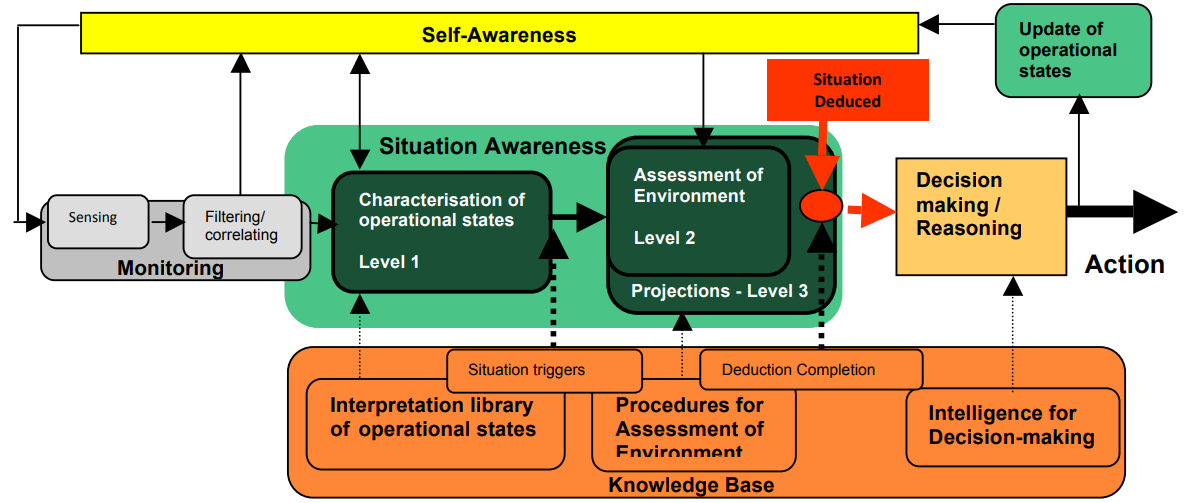 Self-Awareness
Update of
operational
states
Situation
Deduced
Situation Awareness
Sensing
Filtering/
correlating
Monitoring
Characterisation of
operational states
Level 1
Assessment of
Environment
Level 2
Projections - Level 3
Decision
making /
Reasoning
Action
Situation triggers
Deduction Completion
Interpretation library
of operational states
Procedures for
Assessment of
Environment
Intelligence for
Decision-making
Knowledge Base